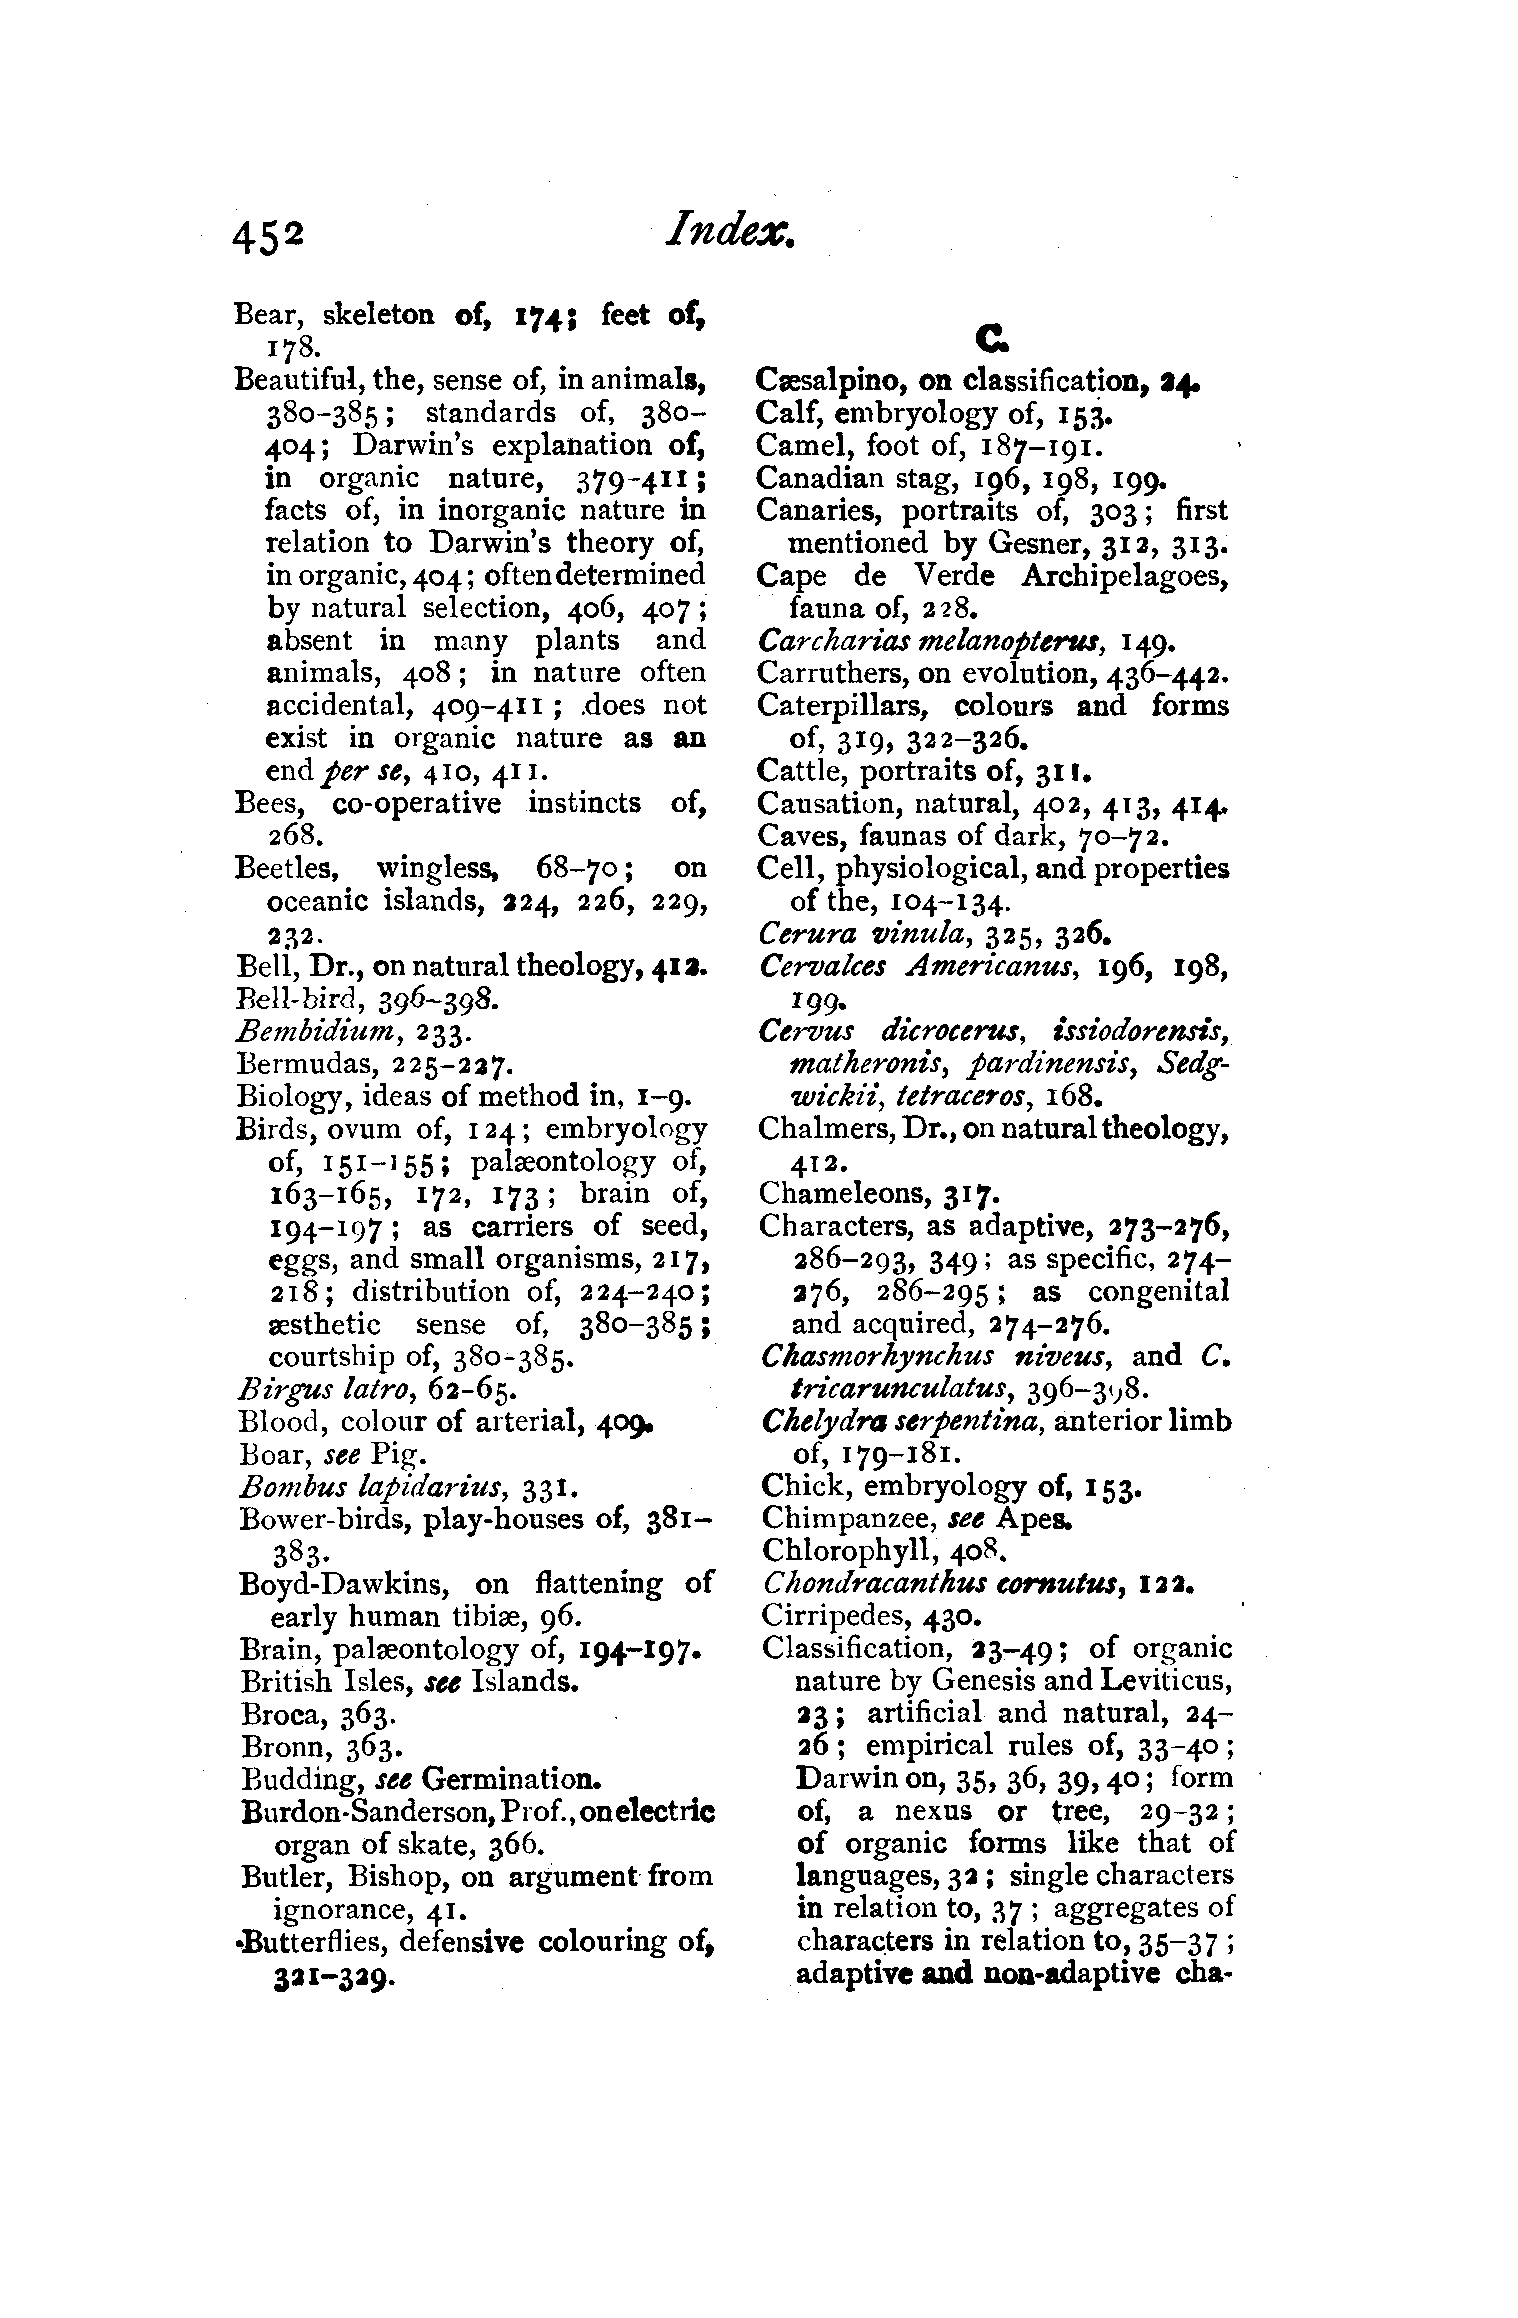 452
Index.
Bear, skeleton of, 174; feet of,
178.
Beautiful, the, sense of, in animals,
380–385; standards of, 380–
404; Darwin's explanation of,
in organic nature, 379-411;
facts of, in inorganic nature in
relation to Darwin's theory of,
in organic, 404; often determined
by natural selection, 406, 407;
absent in many plants and
animals, 408; in nature often
accidental, 409–411; does not
exist in organic nature as an
end per se, 410, 411.
Bees, co-operative instincts of,
268.
Beetles, wingless, 68–70; on
oceanic islands, 224, 226, 229,
232.
Bell, Dr., on natural theology, 412.
Bell-bird, 396–398.
Bembidium, 233.
Bermudas, 225–227.
Biology, ideas of method in, 1–9.
Birds, ovum of, 124; embryology
of, 151–155; palæontology of,
163–165, 172, 173; brain of,
194–197; as carriers of seed,
eggs, and small organisms, 217,
218; distribution of, 224–240;
æsthetic sense of, 380–385;
courtship of, 380-385.
Birgus latro, 62–65.
Blood, colour of arterial, 409.
Boar, see Pig.
Bombus lapidarius, 331.
Bower-birds, play-houses of, 381–
383.
Boyd-Dawkins, on flattening of
early human tibiæ, 96.
Brain, palæontology of, 194–197.
British Isles, see Islands.
Broca, 363.
Bronn, 363.
Budding, see Germination.
Burdon-Sanderson, Prof., on electric
organ of skate, 366.
Butler, Bishop, on argument from
ignorance, 41.
Butterflies, defensive colouring of,
321–329.
C.
Cæsalpino, on classification, 24.
Calf, embryology of, 153.
Camel, foot of, 187–191.
Canadian stag, 196, 198, 199.
Canaries, portraits of, 303; first
mentioned by Gesner, 312, 313.
Cape de Verde Archipelagoes,
fauna of, 228.
Carcharias melanopterus, 149.
Carruthers, on evolution, 436–442.
Caterpillars, colours and forms
of, 319, 322–326.
Cattle, portraits of, 311.
Causation, natural, 402, 413, 414.
Caves, faunas of dark, 70–72.
Cell, physiological, and properties
of the, 104–134.
Cerura vinula, 325, 326.
Cervalces Americanus, 196, 198,
199.
Cervus dicrocerus, issiodorensis,
matheronis, pardinensis, Sedg-
wickii, tetraceros, 168.
Chalmers, Dr., on natural theology,
412.
Chameleons, 317.
Characters, as adaptive, 273–276,
286–293, 349; as specific, 274–
276, 286–295; as congenital
and acquired, 274–276.
Chasmorhynchus niveus, and C.
tricarunculatus, 396–398.
Chelydra serpentina, anterior limb
of, 179–181.
Chick, embryology of, 153.
Chimpanzee, see Apes.
Chlorophyll, 408.
Chondracanthus cornutus, 122.
Cirripedes, 430.
Classification, 23–49; of organic
nature by Genesis and Leviticus,
23; artificial and natural, 24–
26; empirical rules of, 33–40;
Darwin on, 35, 36, 39, 40; form
of, a nexus or tree, 29–32;
of organic forms like that of
languages, 32; single characters
in relation to, 37; aggregates of
characters in relation to, 35–37;
adaptive and non-adaptive cha-